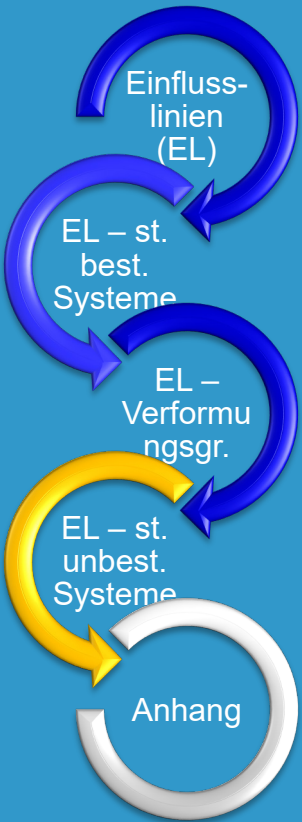 Einfluss-
linien
(EL)
EL – st.
best.
Systeme
EL –
Verformu
ngsgr.
EL – st.
unbest.
Systeme
Anhang